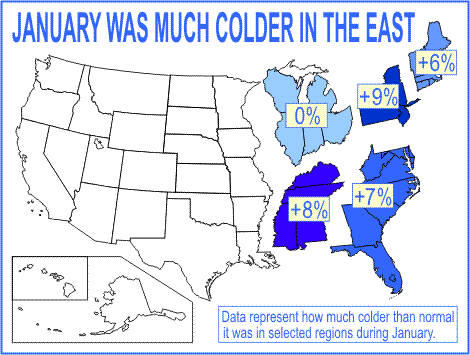 JANUARY WAS MUCH COLDER IN THE EAST
+6%
+9%
0%
+7%
+8%
Data represent how much colder than normal
it was in selected regions during January.